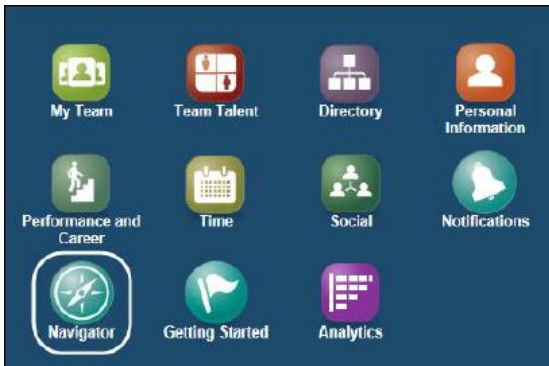 My Team
Team Talent
Directory
Personal
Information
Performance and
Career
Time
Social
Notifications
Navigator
Getting Started
Analytics